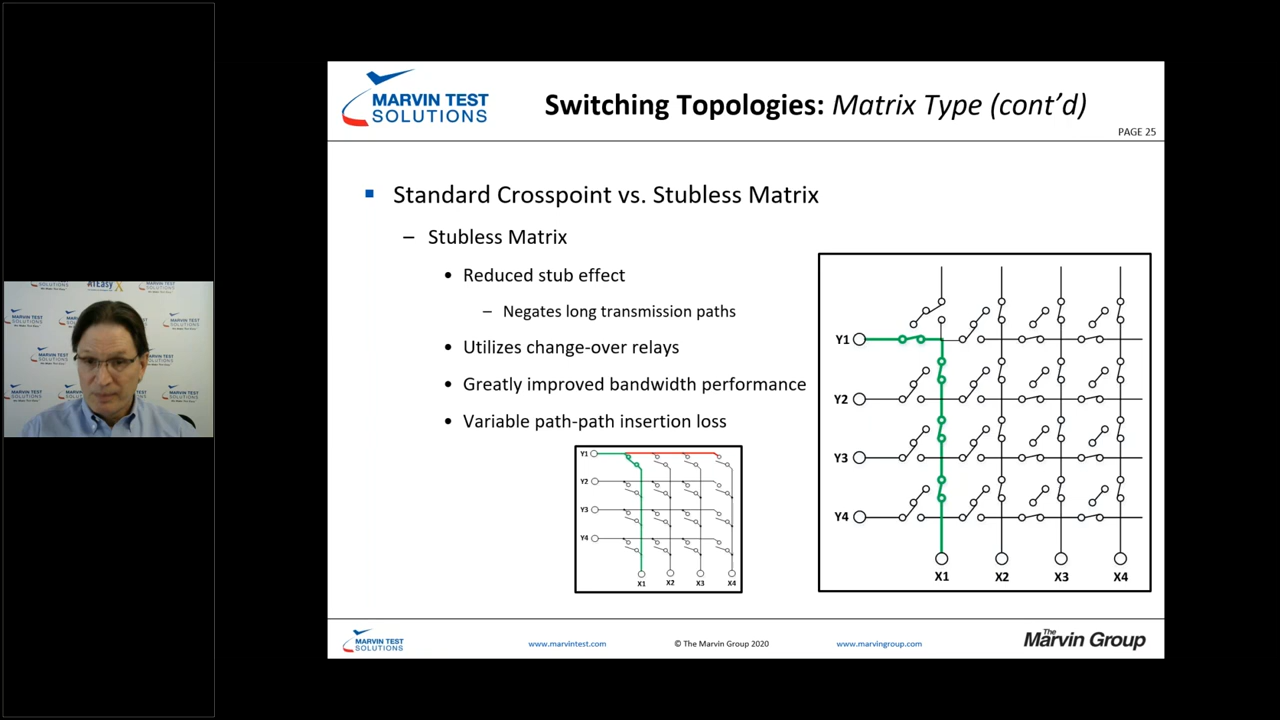 MARVIN TEST
SOLUTIONS
Switching Topologies: Matrix Type (cont’d)
PAGE 25
Standard Crosspoint vs. Stubless Matrix
– Stubless Matrix
• Reduced stub effect
– Negates long transmission paths
• Utilizes change-over relays
• Greatly improved bandwidth performance
• Variable path-path insertion loss
Y1
Y2
Y3
Y4
X1 X2 X3 X4
Y1
Y2
Y3
Y4
X1 X2 X3 X4
MARVIN TEST
SOLUTIONS
www.marvintest.com
© The Marvin Group 2020
www.marvingroup.com
The
Marvin Group
ATEasy